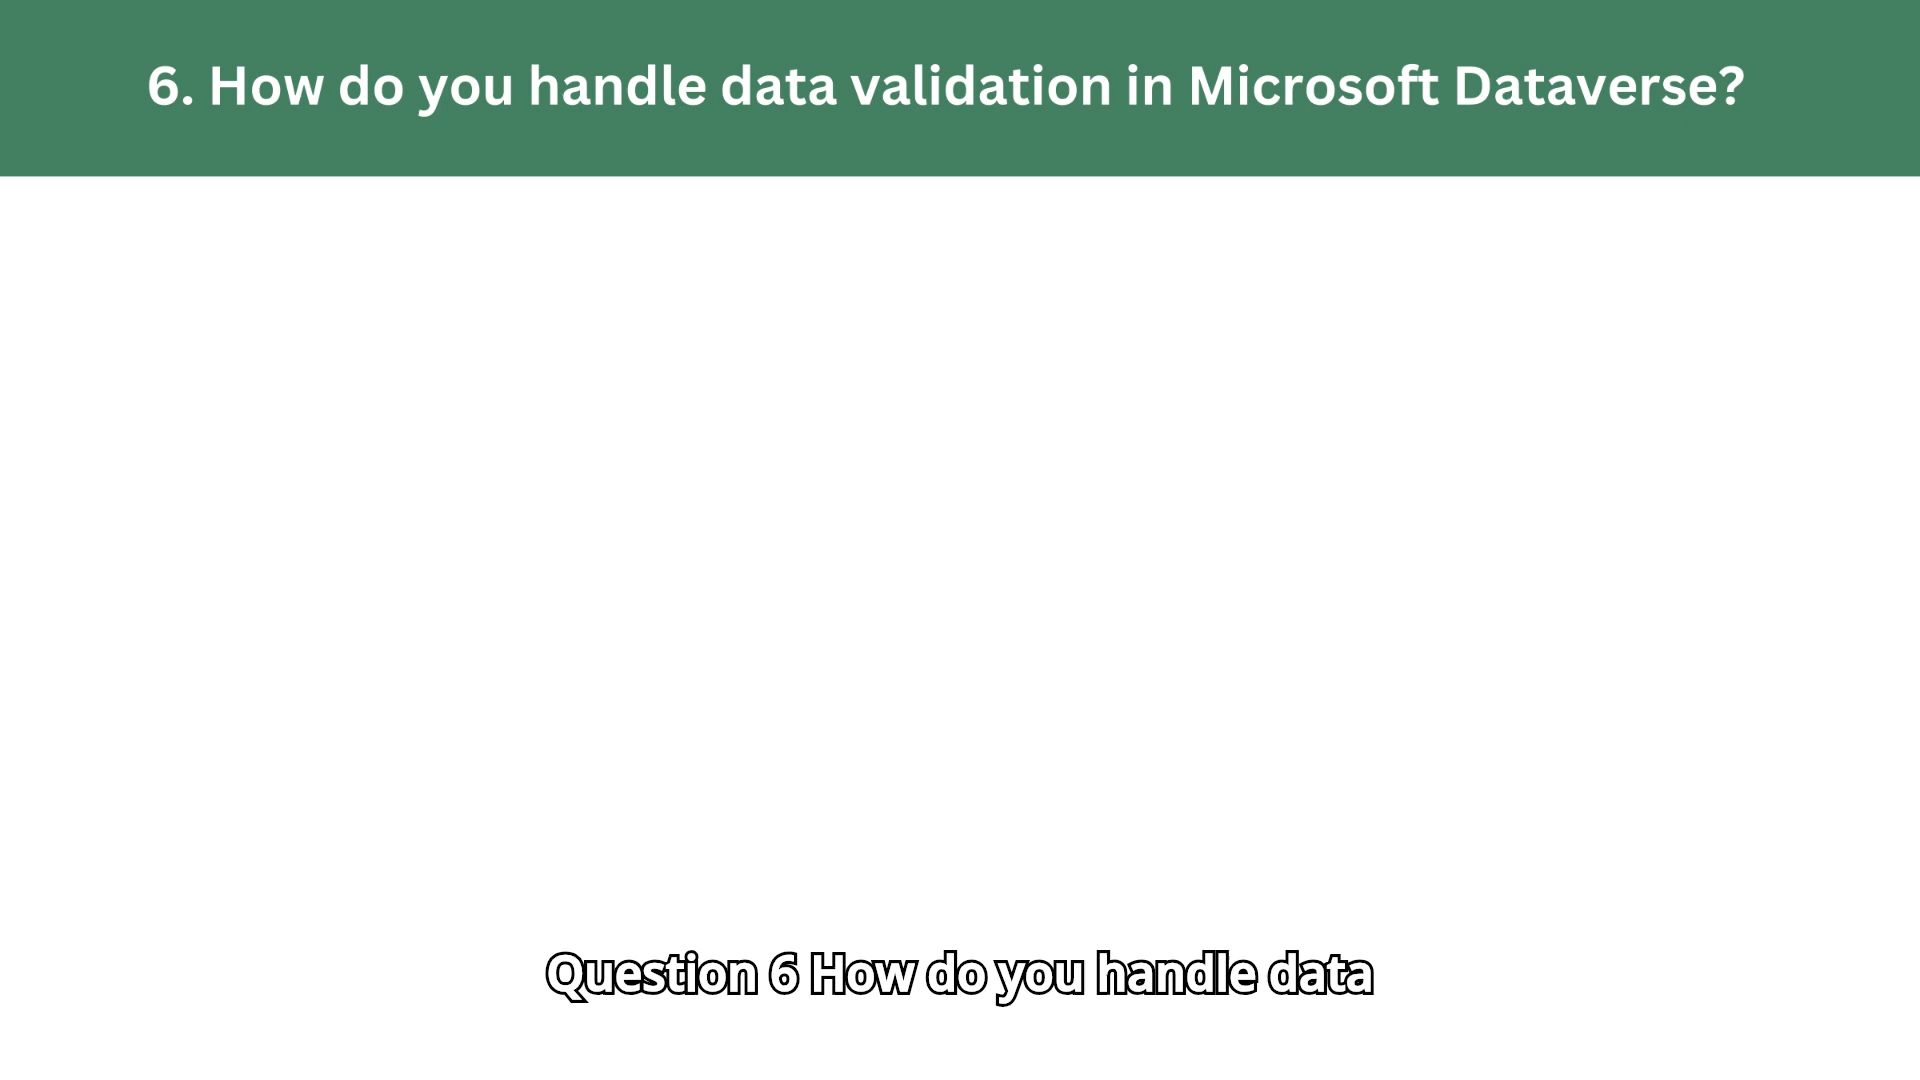 6. How do you handle data validation in Microsoft Dataverse?
Question 6 How do you handle data